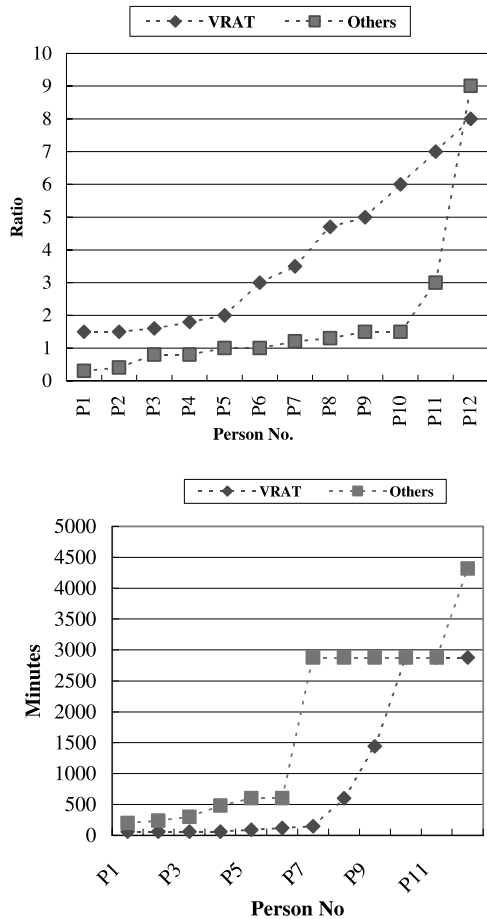 VRAT Others
10
9
8
7
6
5
4
3
2
1
0
Ratio
P1 P2 P3 P4 P5 P6 P7 P8 P9 P10 P11 P12
Person No.
VRAT Others
5000
4500
4000
3500
3000
2500
2000
1500
1000
500
0
Minutes
P1 P3 P5 P7 P9 P11
Person No